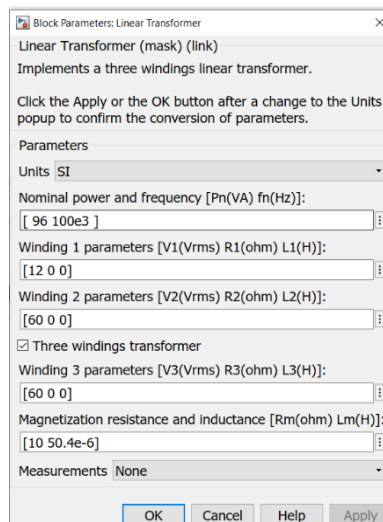 Block Parameters: Linear Transformer
Linear Transformer (mask) (link)
Implements a three windings linear transformer.
Click the Apply or the OK button after a change to the Units
popup to confirm the conversion of parameters.
Parameters
Units SI
Nominal power and frequency [Pn(VA) fn(Hz)]:
[ 96 100e3 ]
Winding 1 parameters [V1(Vrms) R1(ohm) L1(H)]:
[12 0 0]
Winding 2 parameters [V2(Vrms) R2(ohm) L2(H)]:
[60 0 0]
Three windings transformer
Winding 3 parameters [V3(Vrms) R3(ohm) L3(H)]:
[60 0 0]
Magnetization resistance and inductance [Rm(ohm) Lm(H)]:
[10 50.4e-6]
Measurements None
OK Cancel Help Apply